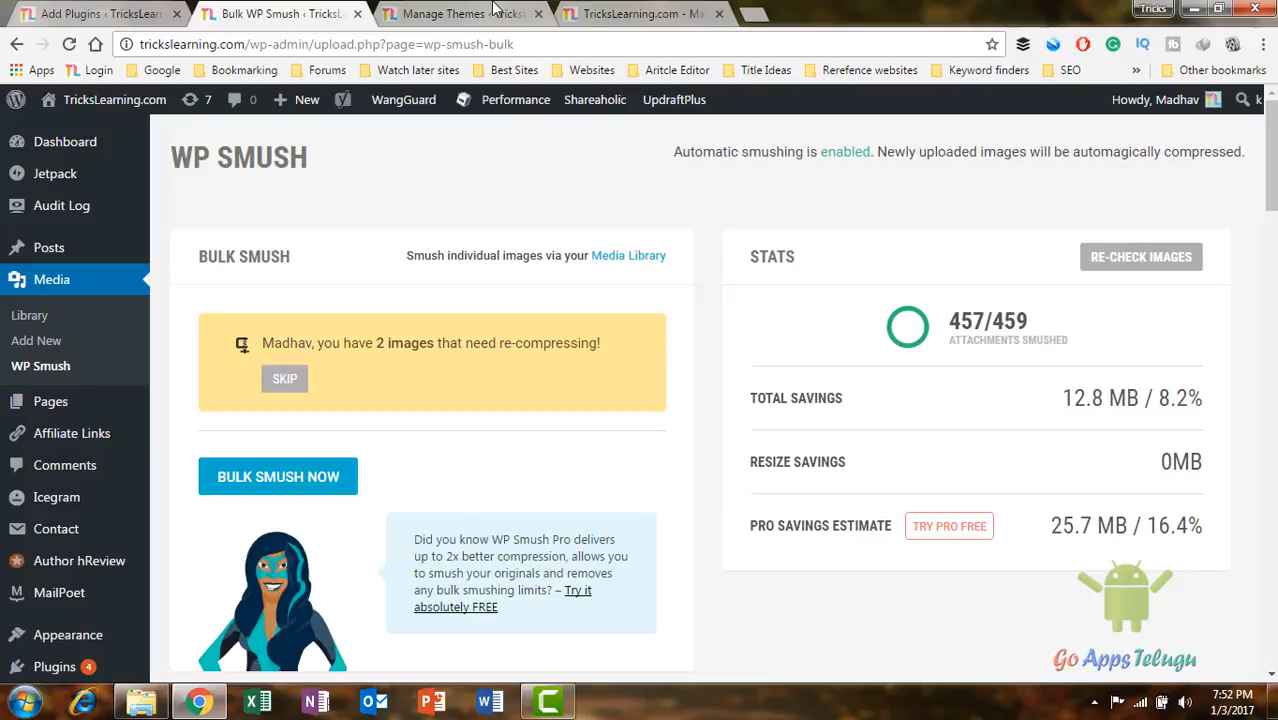 Add Plugins ‹ TricksLearn
Bulk WP Smush ‹ TricksL
Manage Themes ‹ Tricks
TricksLearning.com - Ma
Tricks
trickslearning.com/wp-admin/upload.php?page=wp-smush-bulk
Apps
Login
Google
Bookmarking
Forums
Watch later sites
Best Sites
Websites
Aritcle Editor
Title Ideas
Rerefence websites
Keyword finders
SEO
»
Other bookmarks
TricksLearning.com
7
0
New
WangGuard
Performance
Shareaholic
UpdraftPlus
Howdy, Madhav
Dashboard
Jetpack
Audit Log
Posts
Media
Library
Add New
WP Smush
Pages
Affiliate Links
Comments
Icegram
Contact
Author hReview
MailPoet
Appearance
Plugins 4
WP SMUSH
Automatic smushing is enabled. Newly uploaded images will be automagically compressed.
BULK SMUSH
Smush individual images via your Media Library
Madhav, you have 2 images that need re-compressing!
SKIP
BULK SMUSH NOW
Did you know WP Smush Pro delivers
up to 2x better compression, allows you
to smush your originals and removes
any bulk smushing limits? – Try it
absolutely FREE
STATS
RE-CHECK IMAGES
457/459
ATTACHMENTS SMUSHED
TOTAL SAVINGS
12.8 MB / 8.2%
RESIZE SAVINGS
0MB
PRO SAVINGS ESTIMATE
TRY PRO FREE
25.7 MB / 16.4%
Go Apps Telugu
7:52 PM
1/3/2017